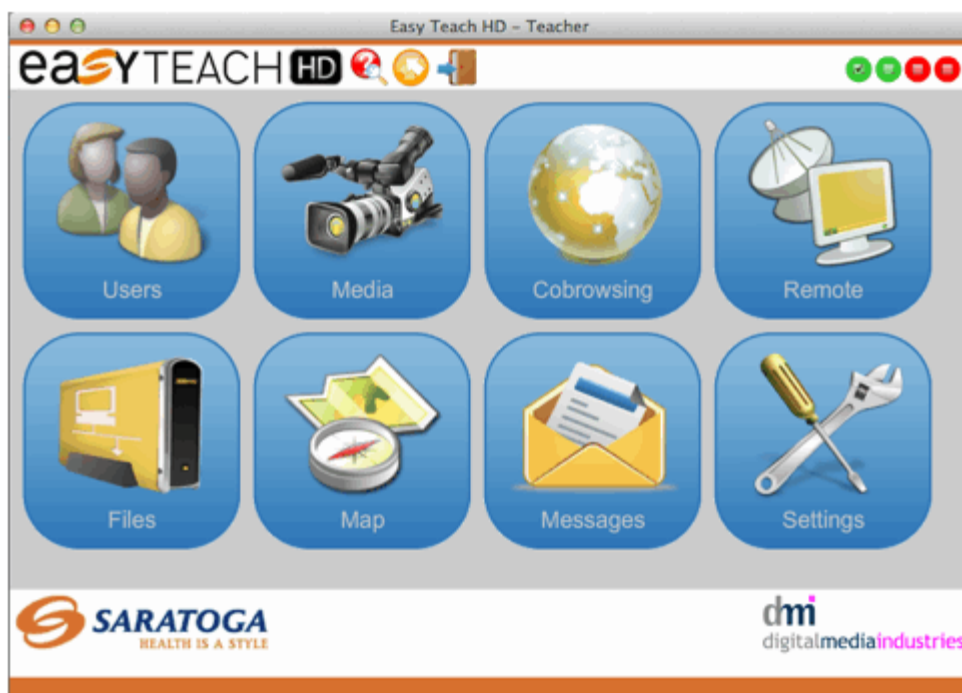 Easy Teach HD – Teacher
easYTEACH HD
Users
Media
Cobrowsing
Remote
Files
Map
Messages
Settings
SARATOGA
HEALTH IS A STYLE
dmi
digitalmediaindustries